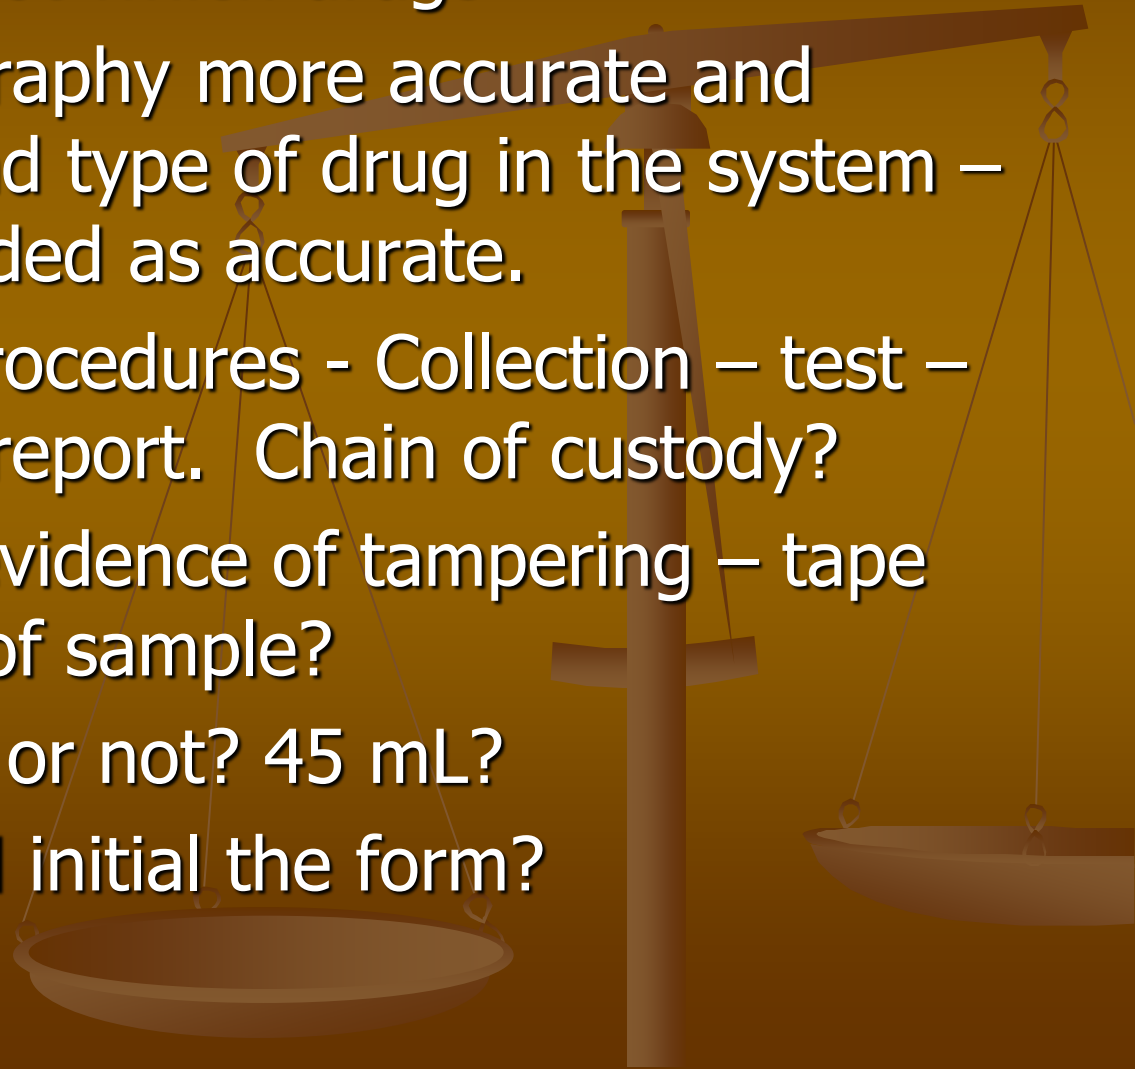 raphy more accurate and
d type of drug in the system –
ded as accurate.
rocedures - Collection – test –
report.  Chain of custody?
vidence of tampering – tape
of sample?
or not? 45 mL?
initial the form?